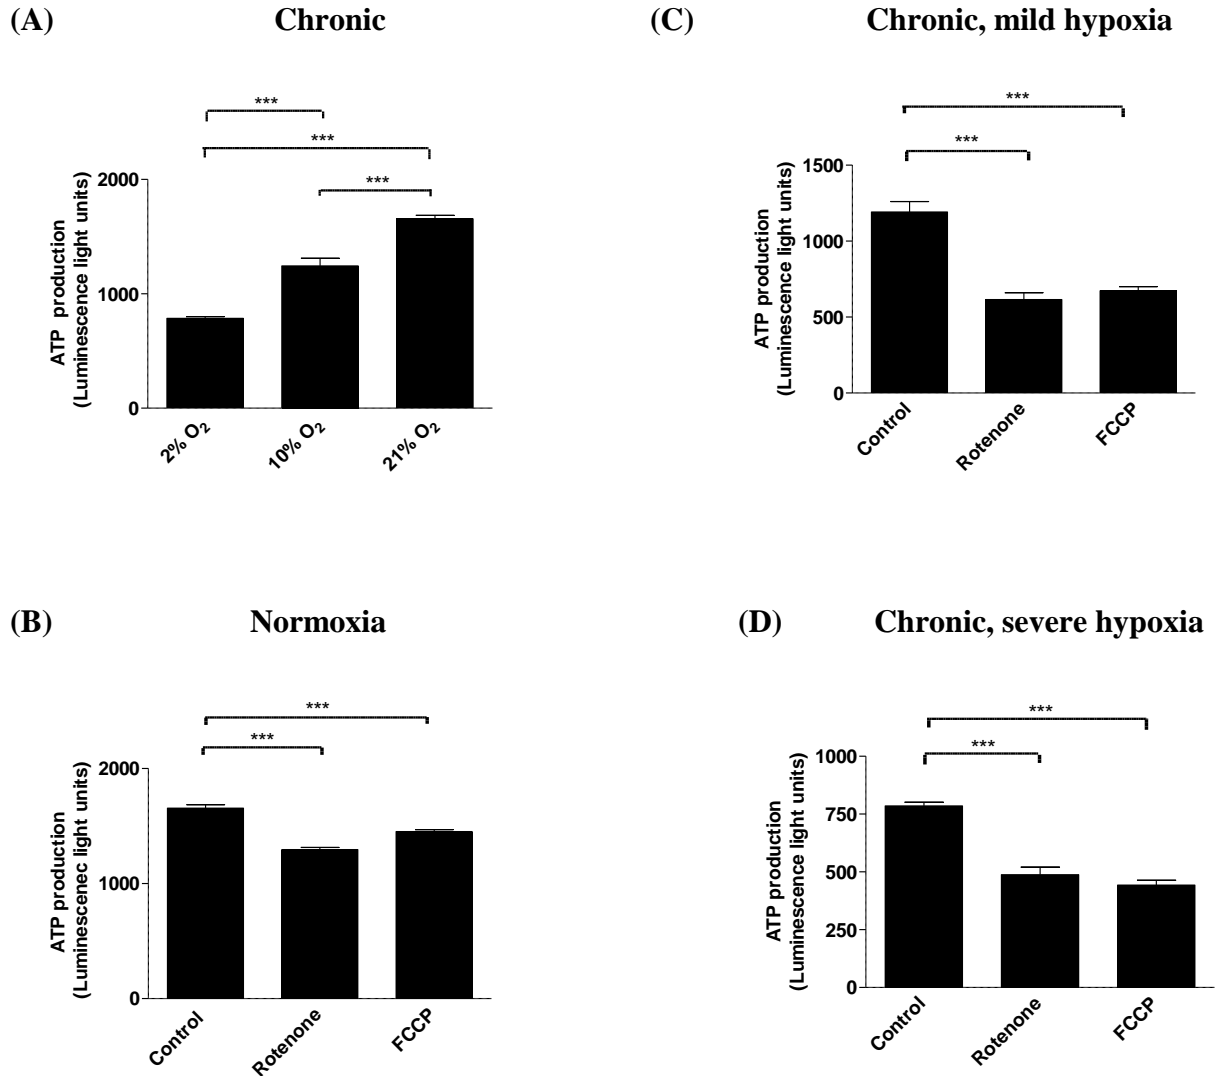 (A) Chronic
***
***
***
ATP production
(Luminescence light units)
2000
1000
0
2% O2
10% O2
21% O2
(C) Chronic, mild hypoxia
***
***
ATP production
(Luminescence light units)
1500
1000
500
0
Control
Rotenone
FCCP
(B) Normoxia
***
***
ATP production
(Luminescenec light units)
2000
1000
0
Control
Rotenone
FCCP
(D) Chronic, severe hypoxia
***
***
ATP production
(Luminescence light units)
1000
750
500
250
0
Control
Rotenone
FCCP